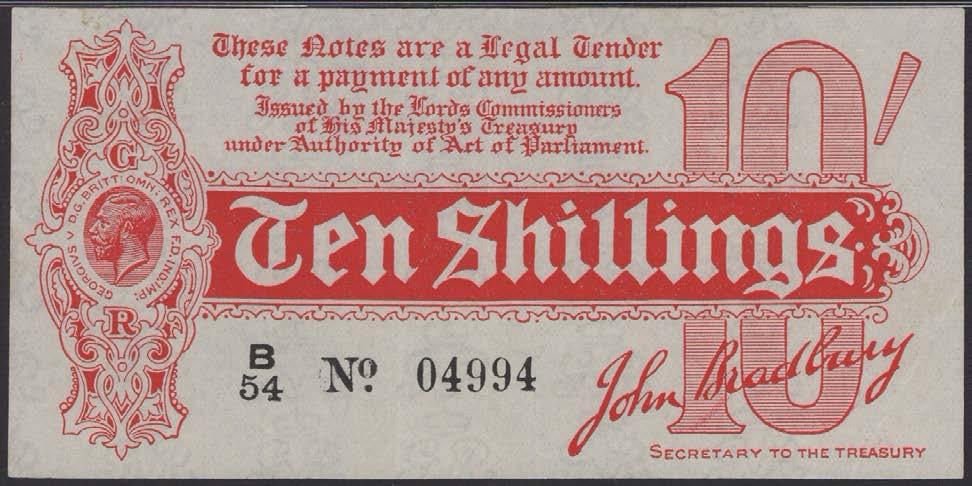 These Notes are a Legal Tender
for a payment of any amount.
Issued by the Lords Commissioners
of His Majesty's Treasury
under Authority of Act of Parliament.
10/
G
GEORGIVS V D.G. BRITT: OMN: REX F.D. IND: IMP:
R
Ten Shillings
B
54
No. 04994
10
John Bradbury
SECRETARY TO THE TREASURY